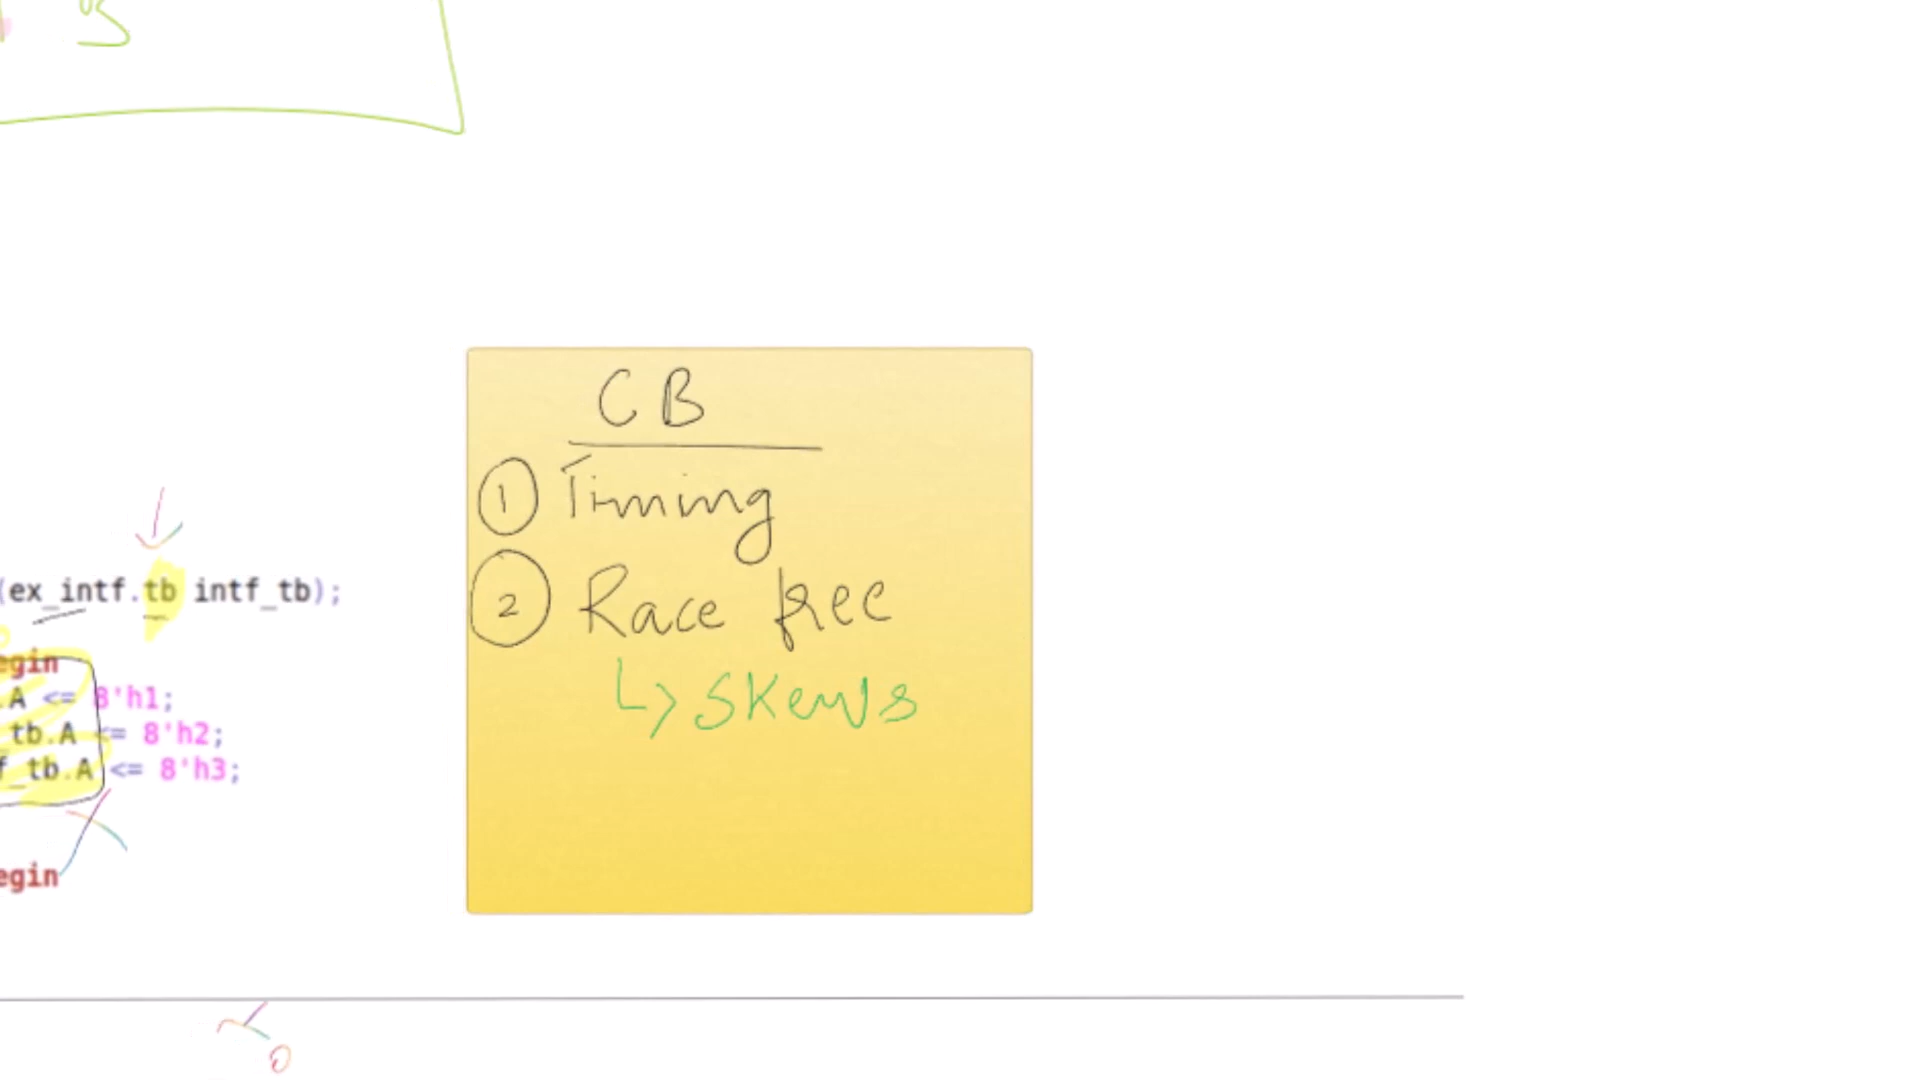 CB
① Timing
② Race free
↳ Skews
(ex_intf.tb intf_tb);
egin
.A <= 8'h1;
tb.A <= 8'h2;
f_tb.A <= 8'h3;
egin
0